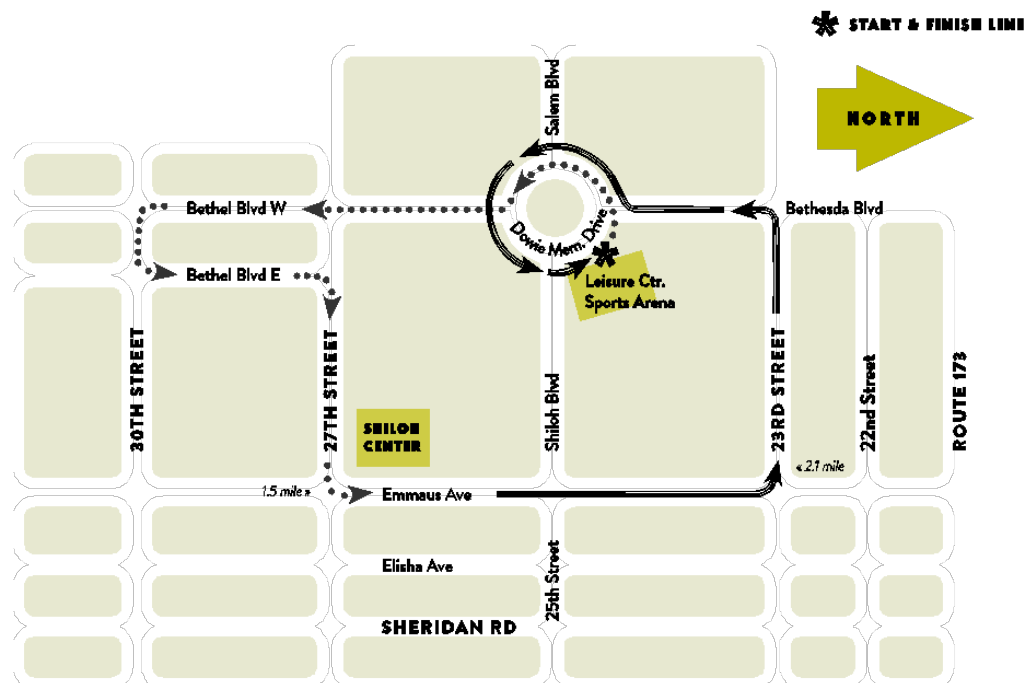 START & FINISH LINE
NORTH
Salem Blvd
Bethel Blvd W
Bethesda Blvd
Dowie Mem. Drive
Bethel Blvd E
Leisure Ctr.
Sports Arena
30TH STREET
27TH STREET
Shiloh Blvd
23RD STREET
22nd Street
ROUTE 173
SHILOH
CENTER
« 2.1 mile
1.5 mile »
Emmaus Ave
Elisha Ave
25th Street
SHERIDAN RD